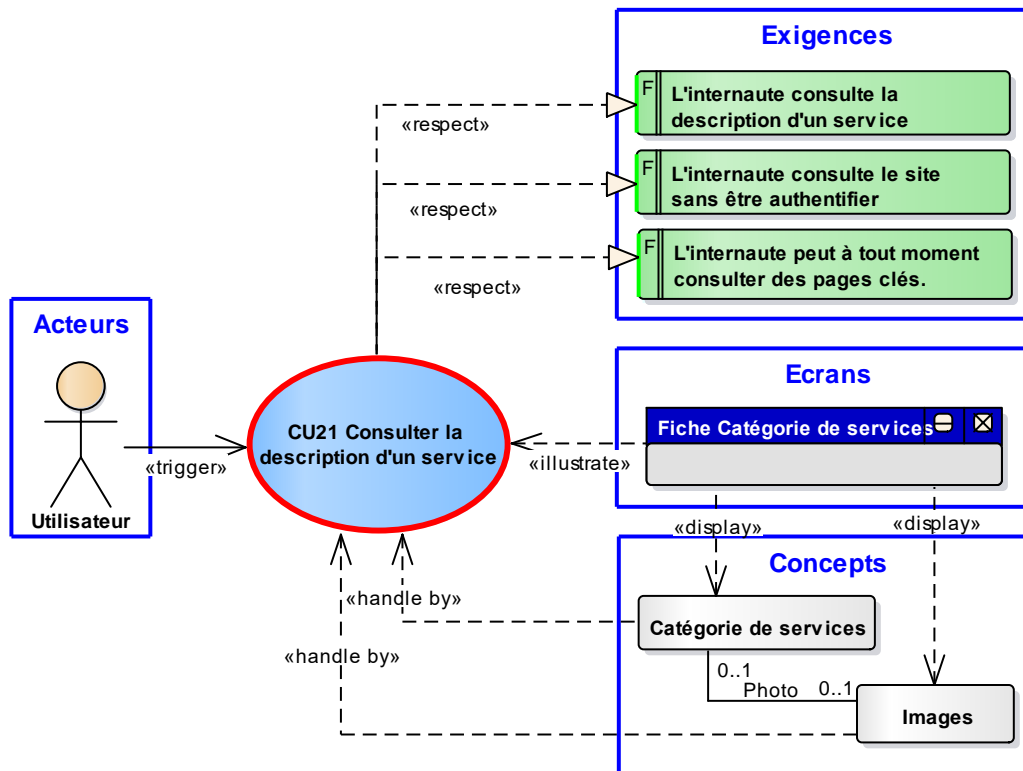 Exigences
F
L'internaute consulte la
description d'un service
«respect»
F
L'internaute consulte le site
sans être authentifier
«respect»
F
L'internaute peut à tout moment
consulter des pages clés.
«respect»
Acteurs
Utilisateur
«trigger»
CU21 Consulter la
description d'un service
Ecrans
Fiche Catégorie de services
«illustrate»
«display»
«display»
Concepts
«handle by»
Catégorie de services
«handle by»
0..1
Photo
0..1
Images